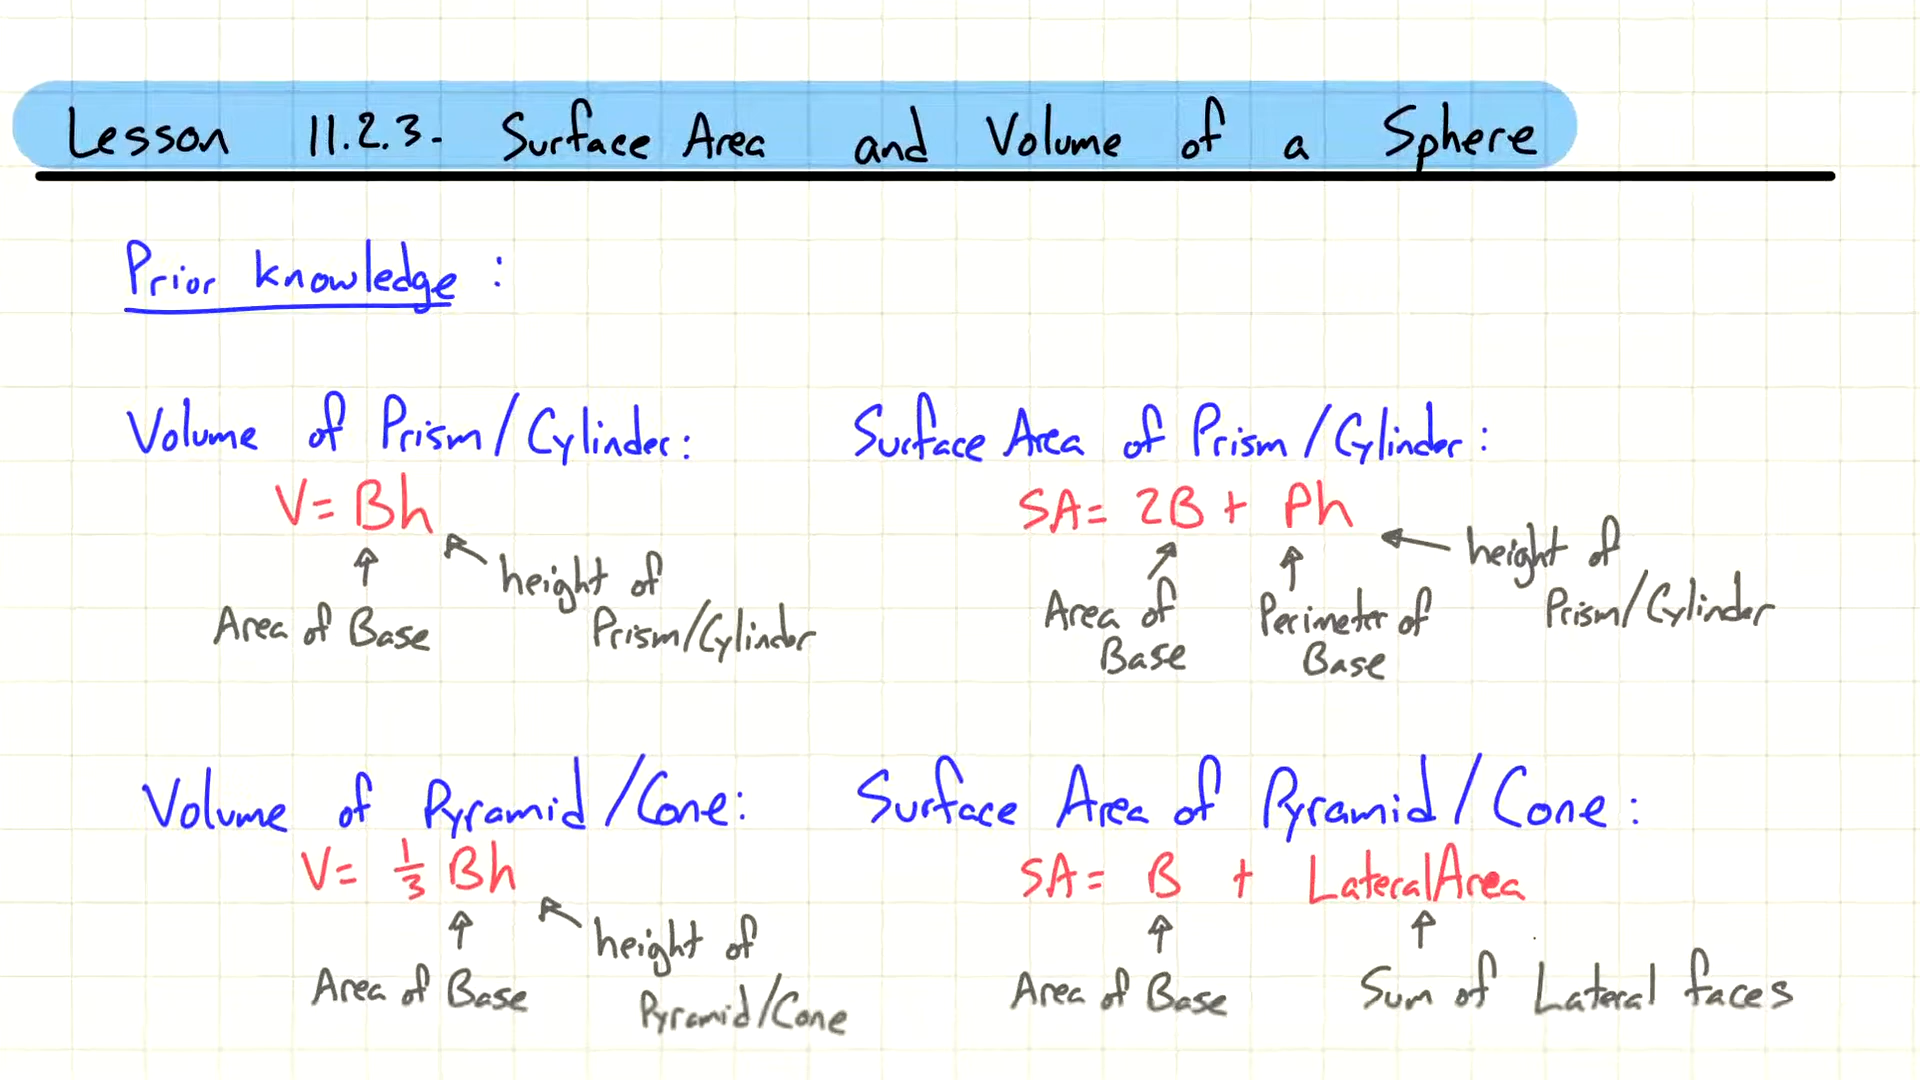 Lesson 11.2.3. Surface Area and Volume of a Sphere
Prior knowledge :
Volume of Prism/Cylinder:
V = Bh
Area of Base
height of
Prism/Cylinder
Surface Area of Prism/Cylinder:
SA = 2B + Ph
Area of
Base
Perimeter of
Base
height of
Prism/Cylinder
Volume of Pyramid/Cone:
V = 1/3 Bh
Area of Base
height of
Pyramid/Cone
Surface Area of Pyramid/Cone:
SA = B + Lateral Area
Area of Base
Sum of Lateral faces